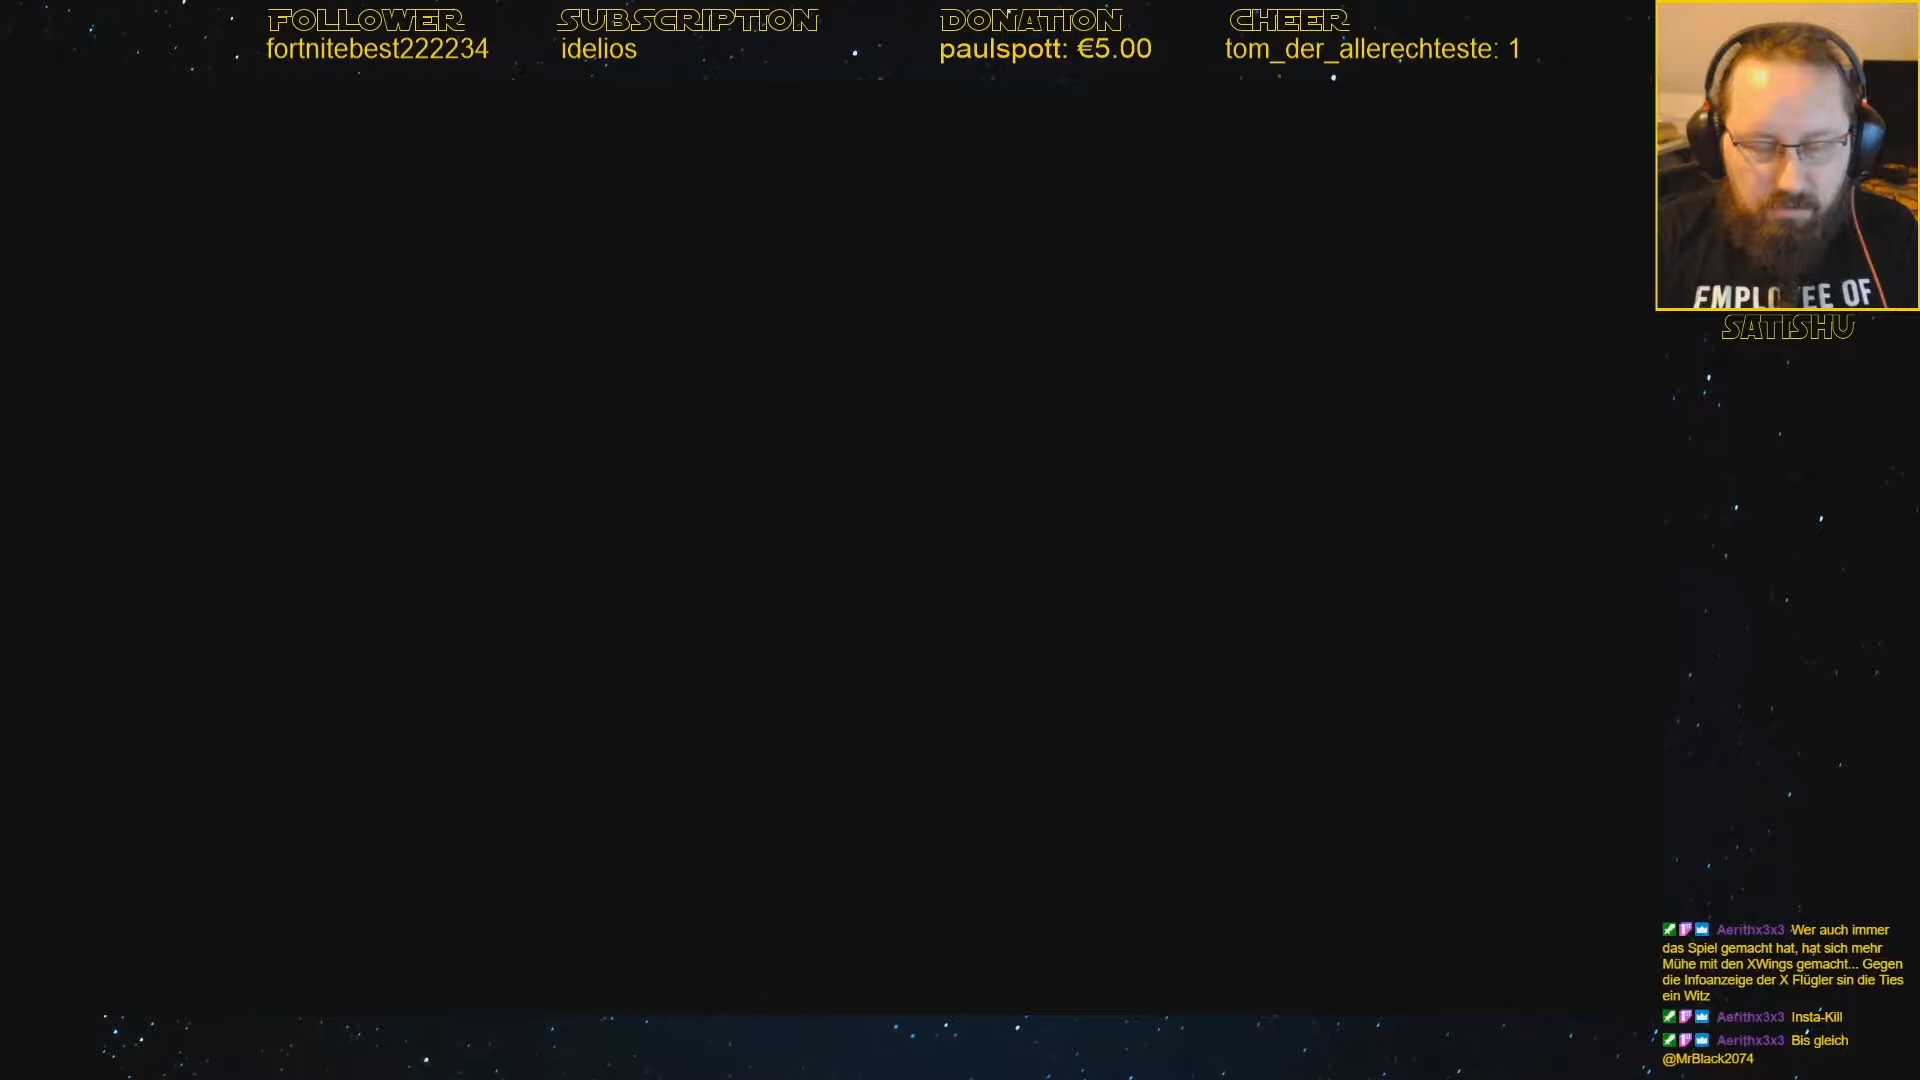 FOLLOWER
fortnitebest222234
SUBSCRIPTION
idelios
DONATION
paulspott: €5.00
CHEER
tom_der_allerechteste: 1
EMPLOYEE OF
SATISHU
Aerithx3x3 Wer auch immer
das Spiel gemacht hat, hat sich mehr
Mühe mit den XWings gemacht... Gegen
die Infoanzeige der X Flügler sin die Ties
ein Witz
Aerithx3x3 Insta-Kill
Aerithx3x3 Bis gleich
@MrBlack2074